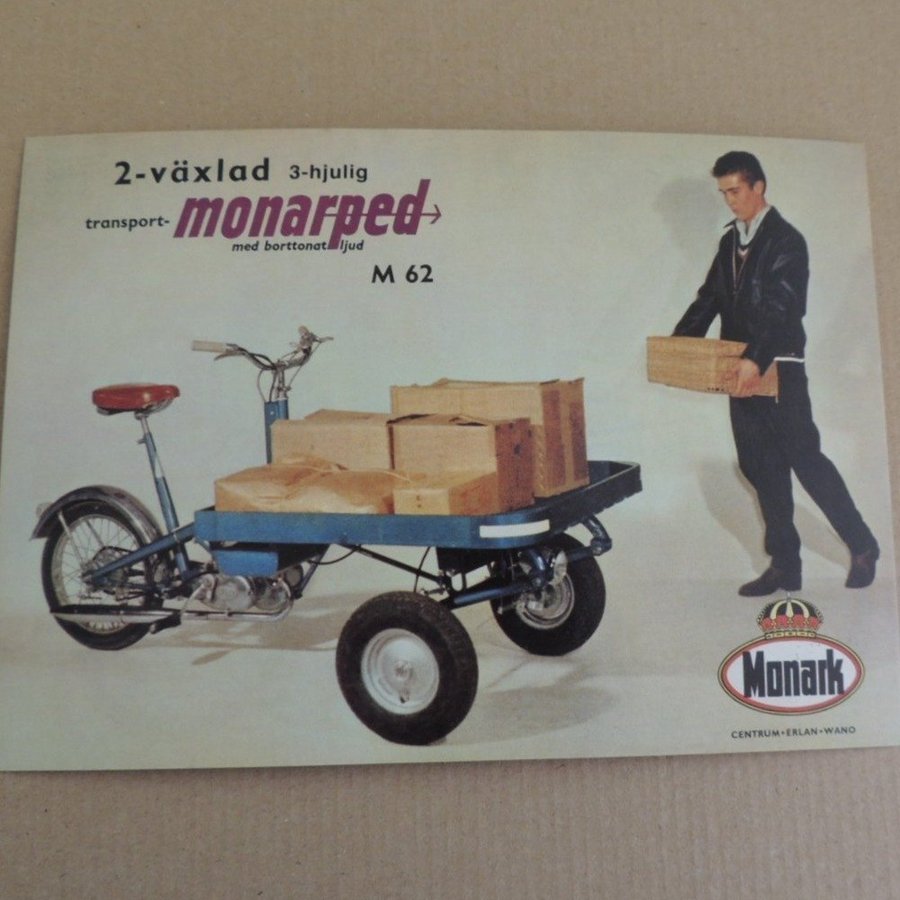 2-växlad 3-hjulig
transport- monarped
med borttonat ljud
M 62
Monark
CENTRUM•ERLAN•WANO